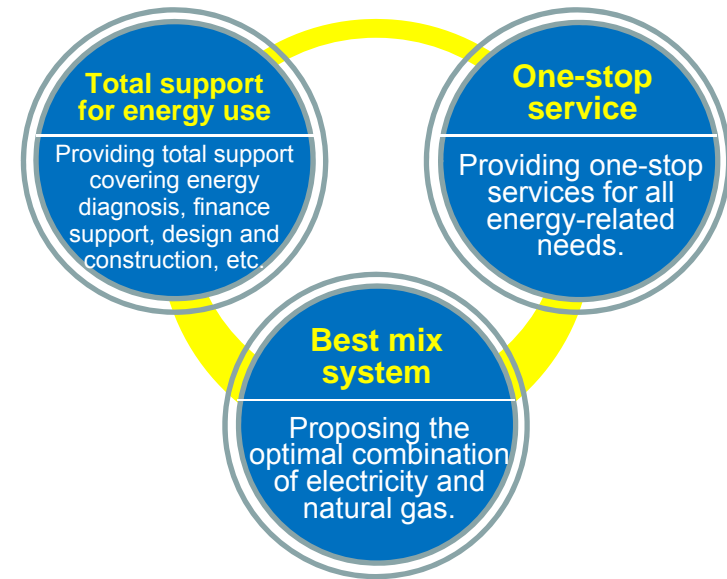 Total support
for energy use
Providing total support
covering energy
diagnosis, finance
support, design and
construction, etc.
One-stop
service
Providing one-stop
services for all
energy-related
needs.
Best mix
system
Proposing the
optimal combination
of electricity and
natural gas.